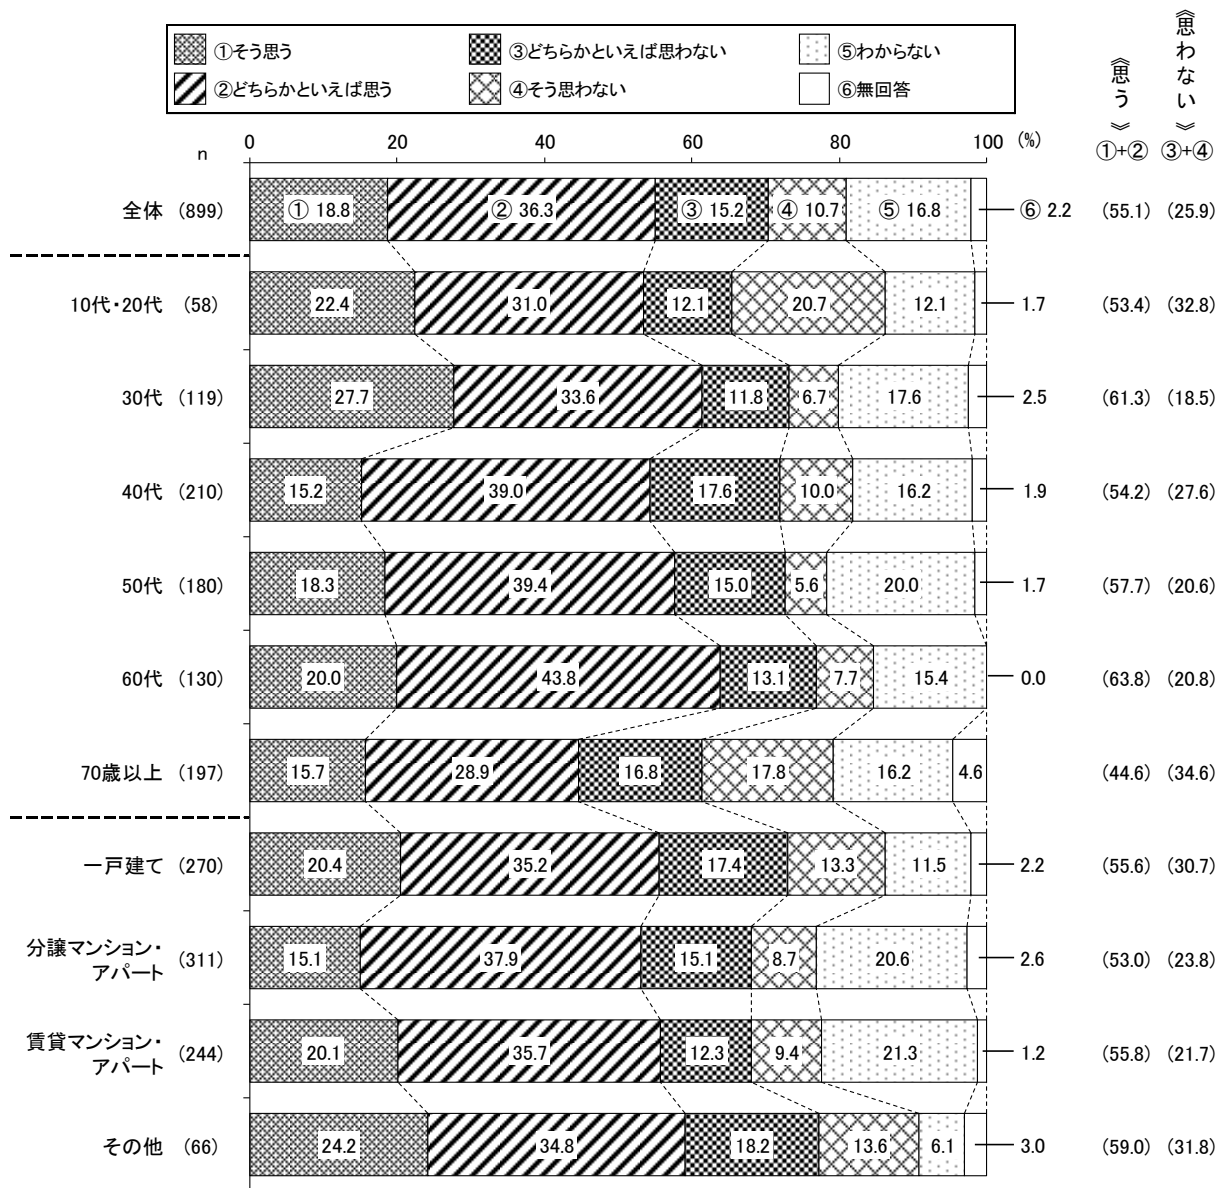 ①そう思う ③どちらかといえば思わない ⑤わからない
②どちらかといえば思う ④そう思わない ⑥無回答
《思う》 《思わない》
①+② ③+④
n 0 20 40 60 80 100 (%)
全体 (899) ① 18.8 ② 36.3 ③ 15.2 ④ 10.7 ⑤ 16.8 ⑥ 2.2 (55.1) (25.9)
10代・20代 (58) 22.4 31.0 12.1 20.7 12.1 1.7 (53.4) (32.8)
30代 (119) 27.7 33.6 11.8 6.7 17.6 2.5 (61.3) (18.5)
40代 (210) 15.2 39.0 17.6 10.0 16.2 1.9 (54.2) (27.6)
50代 (180) 18.3 39.4 15.0 5.6 20.0 1.7 (57.7) (20.6)
60代 (130) 20.0 43.8 13.1 7.7 15.4 0.0 (63.8) (20.8)
70歳以上 (197) 15.7 28.9 16.8 17.8 16.2 4.6 (44.6) (34.6)
一戸建て (270) 20.4 35.2 17.4 13.3 11.5 2.2 (55.6) (30.7)
分譲マンション・
アパート (311) 15.1 37.9 15.1 8.7 20.6 2.6 (53.0) (23.8)
賃貸マンション・
アパート (244) 20.1 35.7 12.3 9.4 21.3 1.2 (55.8) (21.7)
その他 (66) 24.2 34.8 18.2 13.6 6.1 3.0 (59.0) (31.8)